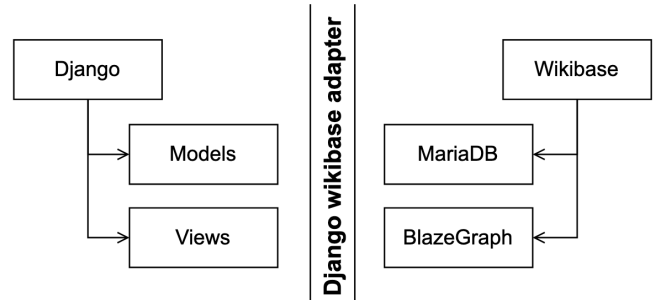 Django
Models
Views
Django wikibase adapter
Wikibase
MariaDB
BlazeGraph